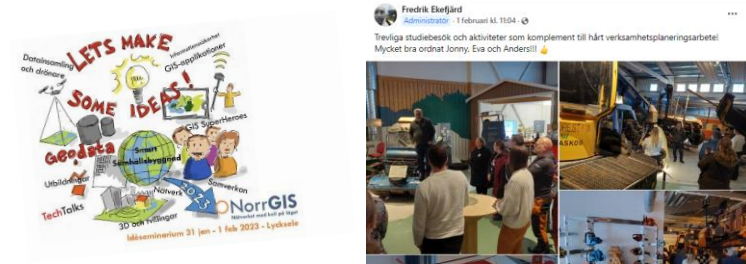 LETS MAKE
SOME IDEAS!
Datainsamling
och drönare
Informationssäkerhet
GIS-applikationer
GIS SuperHeroes
Geodata
Smart
Samhällsbyggnad
Utbildningar
TechTalks
Nätverk
Samverkan
3D och tvillingar
2023
NorrGIS
Nätverket med koll på läget
Idéseminarium 31 jan - 1 feb 2023 - Lycksele
Fredrik Ekefjärd
Administratör · 1 februari kl. 11:04 ·
Trevliga studiebesök och aktiviteter som komplement till hårt verksamhetsplaneringsarbete!
Mycket bra ordnat Jonny, Eva och Anders!!! 👍